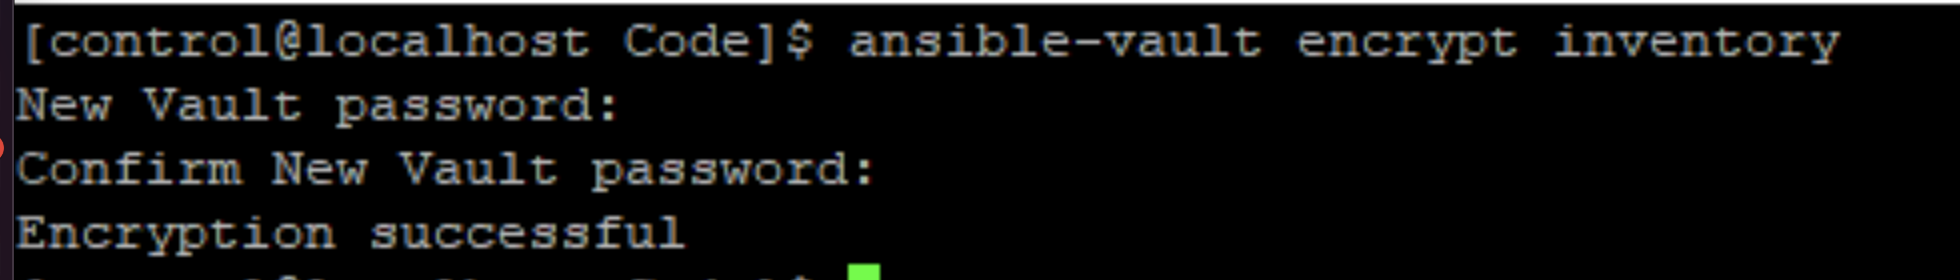 [control@localhost Code]$ ansible-vault encrypt inventory
New Vault password:
Confirm New Vault password:
Encryption successful